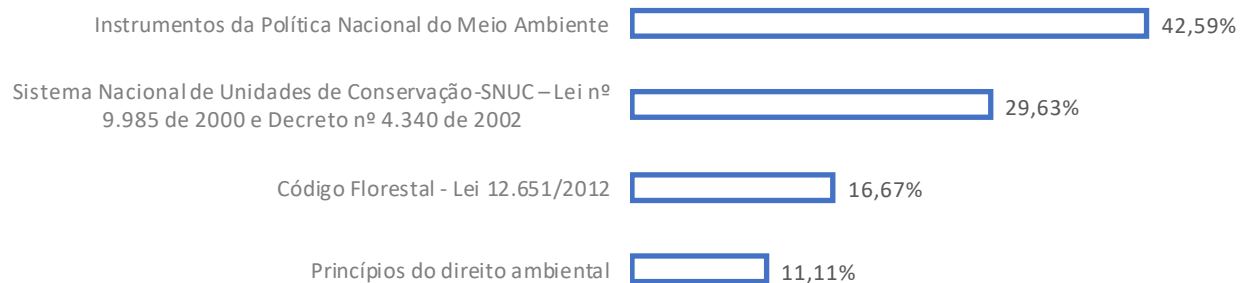 Instrumentos da Política Nacional do Meio Ambiente
42,59%
Sistema Nacional de Unidades de Conservação-SNUC – Lei nº
9.985 de 2000 e Decreto nº 4.340 de 2002
29,63%
Código Florestal - Lei 12.651/2012
16,67%
Princípios do direito ambiental
11,11%